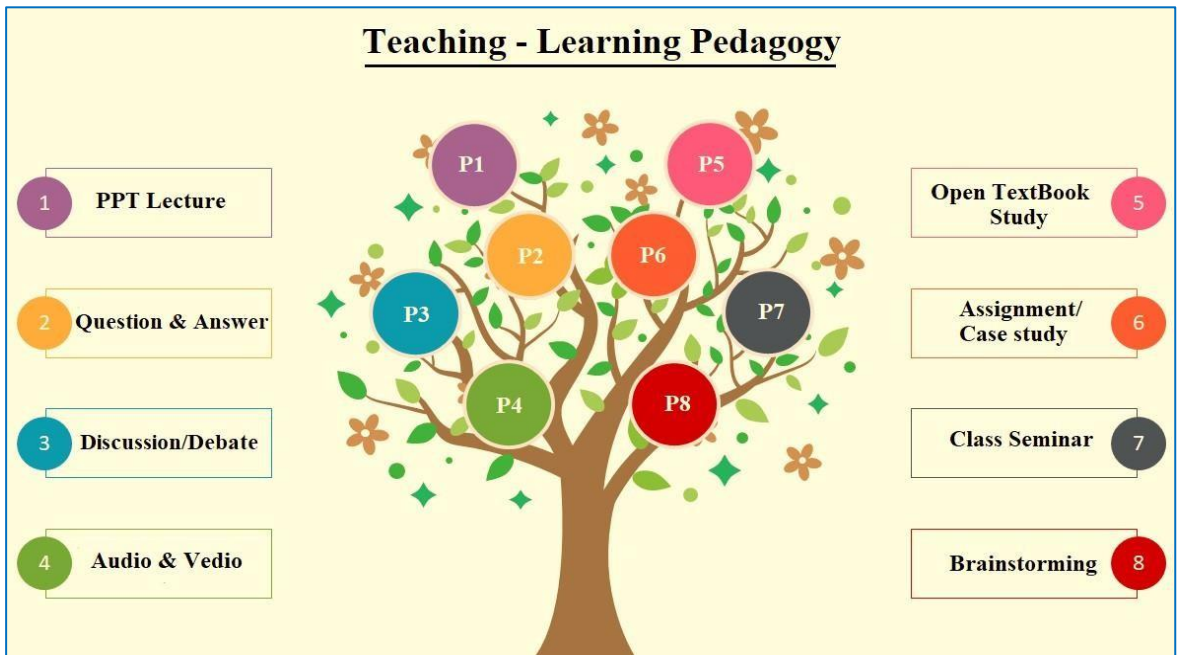 Teaching - Learning Pedagogy
1
PPT Lecture
2
Question & Answer
3
Discussion/Debate
4
Audio & Vedio
P1
P5
P2
P6
P3
P7
P4
P8
Open TextBook
Study
5
Assignment/
Case study
6
Class Seminar
7
Brainstorming
8